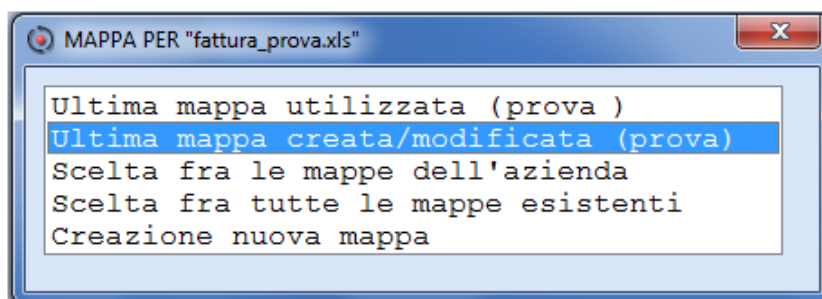 MAPPA PER "fattura_prova.xls"
Ultima mappa utilizzata (prova )
Ultima mappa creata/modificata (prova)
Scelta fra le mappe dell'azienda
Scelta fra tutte le mappe esistenti
Creazione nuova mappa